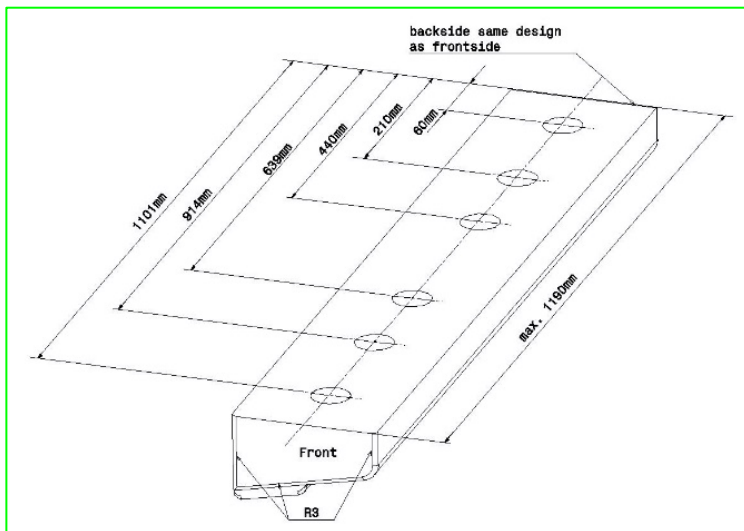 backside same design
as frontside
60mm
210mm
440mm
639mm
914mm
1101mm
max. 1190mm
Front
R3